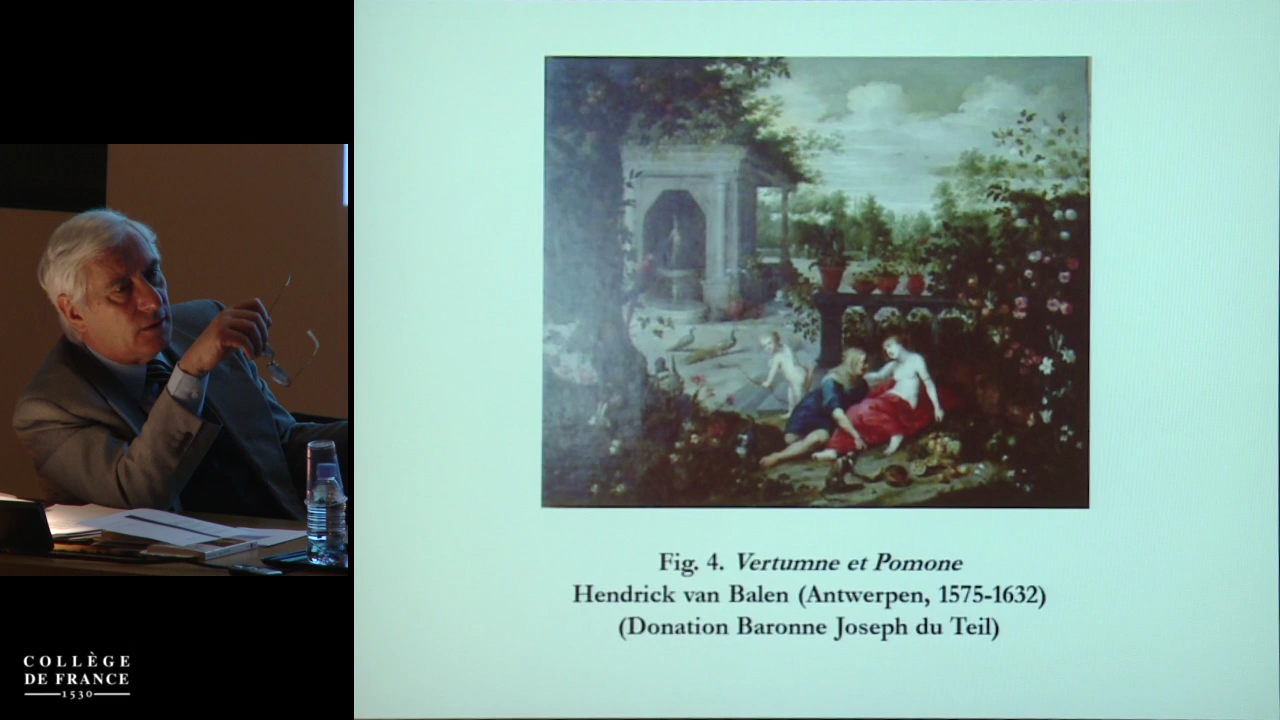 Fig. 4. Vertumne et Pomone
Hendrick van Balen (Antwerpen, 1575-1632)
(Donation Baronne Joseph du Teil)
COLLÈGE
DE FRANCE
1530